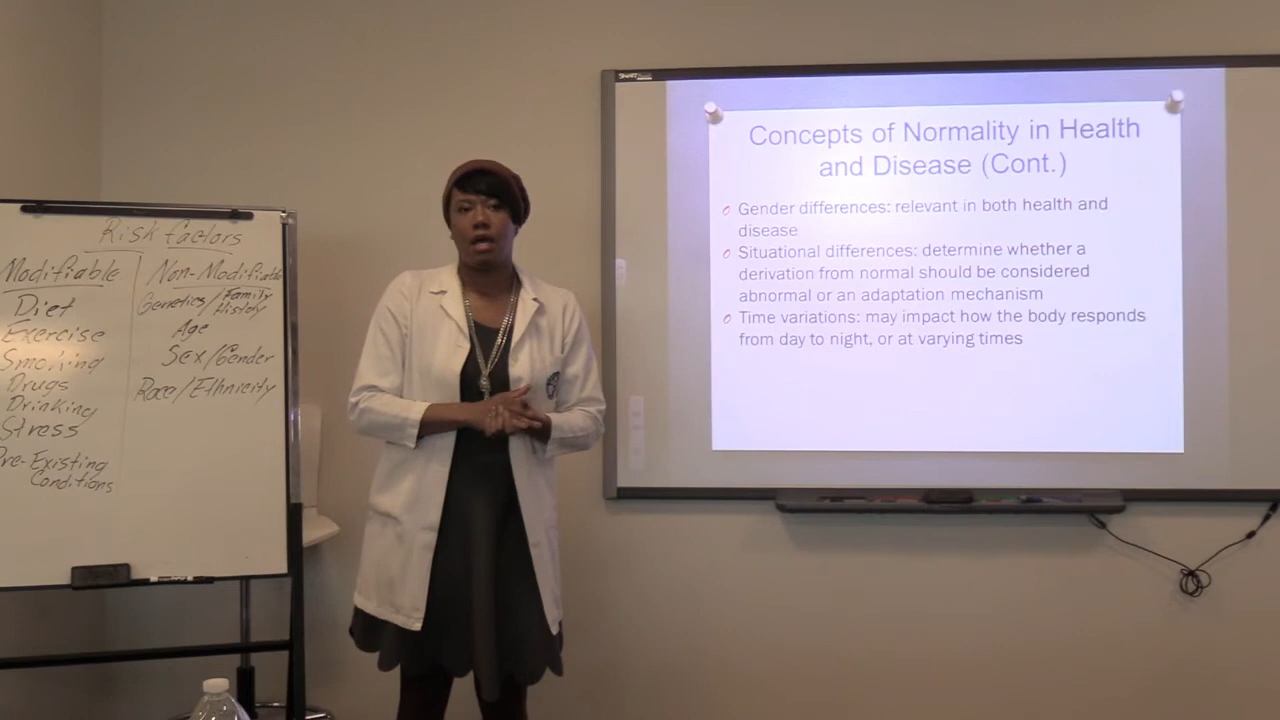 Risk factors
Modifiable
Diet
Exercise
Smoking
Drugs
Drinking
Stress
Pre-Existing
Conditions
Non-Modifiable
Genetics/Family
History
Age
Sex/Gender
Race/Ethnicity
SMART
Concepts of Normality in Health
and Disease (Cont.)
Gender differences: relevant in both health and
disease
Situational differences: determine whether a
derivation from normal should be considered
abnormal or an adaptation mechanism
Time variations: may impact how the body responds
from day to night, or at varying times